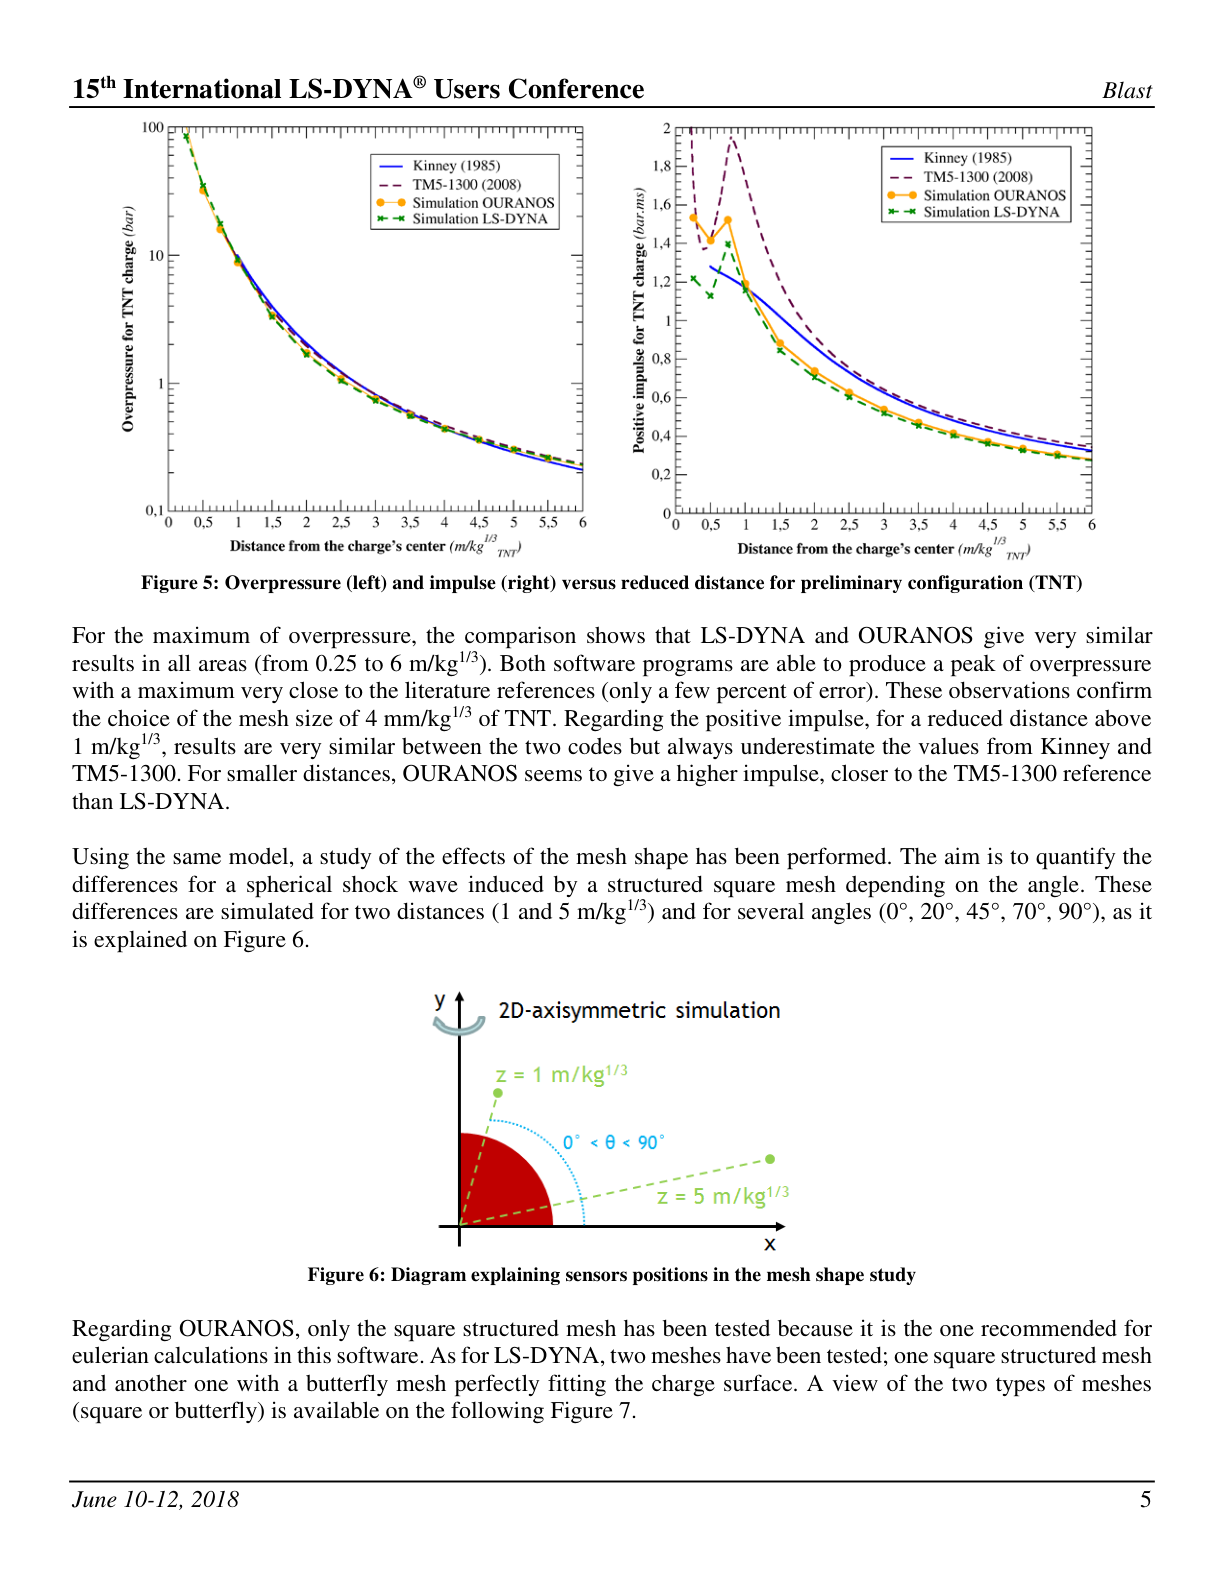 15th International LS-DYNA® Users Conference Blast
100
10
1
0,1
0 0,5 1 1,5 2 2,5 3 3,5 4 4,5 5 5,5 6
Overpressure for TNT charge (bar)
Distance from the charge's center (m/kg^1/3 TNT)
Kinney (1985)
TM5-1300 (2008)
Simulation OURANOS
Simulation LS-DYNA
2
1,8
1,6
1,4
1,2
1
0,8
0,6
0,4
0,2
0
0 0,5 1 1,5 2 2,5 3 3,5 4 4,5 5 5,5 6
Positive impulse for TNT charge (bar.ms)
Distance from the charge's center (m/kg^1/3 TNT)
Kinney (1985)
TM5-1300 (2008)
Simulation OURANOS
Simulation LS-DYNA
Figure 5: Overpressure (left) and impulse (right) versus reduced distance for preliminary configuration (TNT)
For the maximum of overpressure, the comparison shows that LS-DYNA and OURANOS give very similar
results in all areas (from 0.25 to 6 m/kg^1/3). Both software programs are able to produce a peak of overpressure
with a maximum very close to the literature references (only a few percent of error). These observations confirm
the choice of the mesh size of 4 mm/kg^1/3 of TNT. Regarding the positive impulse, for a reduced distance above
1 m/kg^1/3, results are very similar between the two codes but always underestimate the values from Kinney and
TM5-1300. For smaller distances, OURANOS seems to give a higher impulse, closer to the TM5-1300 reference
than LS-DYNA.
Using the same model, a study of the effects of the mesh shape has been performed. The aim is to quantify the
differences for a spherical shock wave induced by a structured square mesh depending on the angle. These
differences are simulated for two distances (1 and 5 m/kg^1/3) and for several angles (0°, 20°, 45°, 70°, 90°), as it
is explained on Figure 6.
y
2D-axisymmetric simulation
z = 1 m/kg^1/3
0° < θ < 90°
z = 5 m/kg^1/3
x
Figure 6: Diagram explaining sensors positions in the mesh shape study
Regarding OURANOS, only the square structured mesh has been tested because it is the one recommended for
eulerian calculations in this software. As for LS-DYNA, two meshes have been tested; one square structured mesh
and another one with a butterfly mesh perfectly fitting the charge surface. A view of the two types of meshes
(square or butterfly) is available on the following Figure 7.
June 10-12, 2018 5